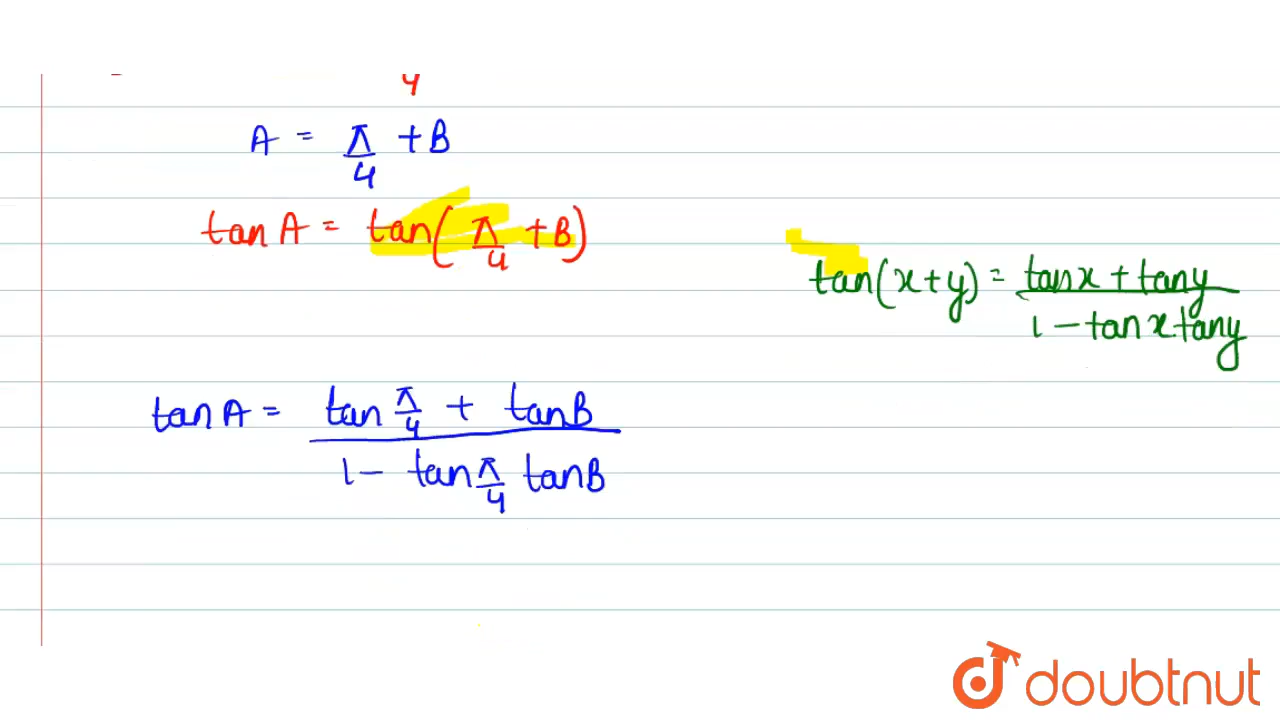 4
A = π/4 + B
tan A = tan(π/4 + B)
tan(x+y) = (tan x + tan y)/(1 - tan x tan y)
tan A = (tan π/4 + tan B)/(1 - tan π/4 tan B)
doubtnut